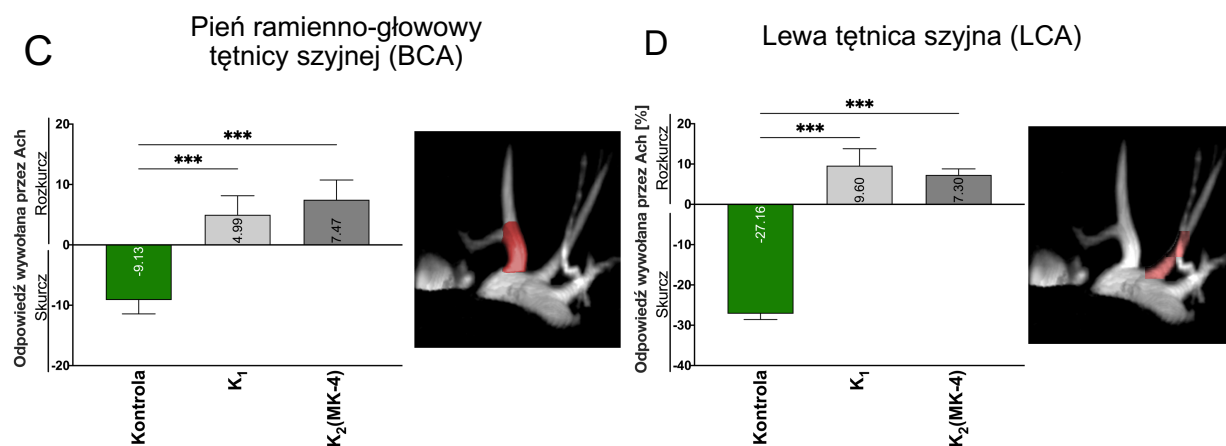 C
Pień ramienno-głowowy
tętnicy szyjnej (BCA)
Odpowiedź wywołana przez Ach
Skurcz
Rozkurcz
20
10
0
-10
-20
***
***
-9.13
4.99
7.47
Kontrola
K₁
K₂(MK-4)
D
Lewa tętnica szyjna (LCA)
Odpowiedź wywołana przez Ach [%]
Skurcz
Rozkurcz
20
10
0
-10
-20
-30
-40
***
***
-27.16
9.60
7.30
Kontrola
K₁
K₂(MK-4)